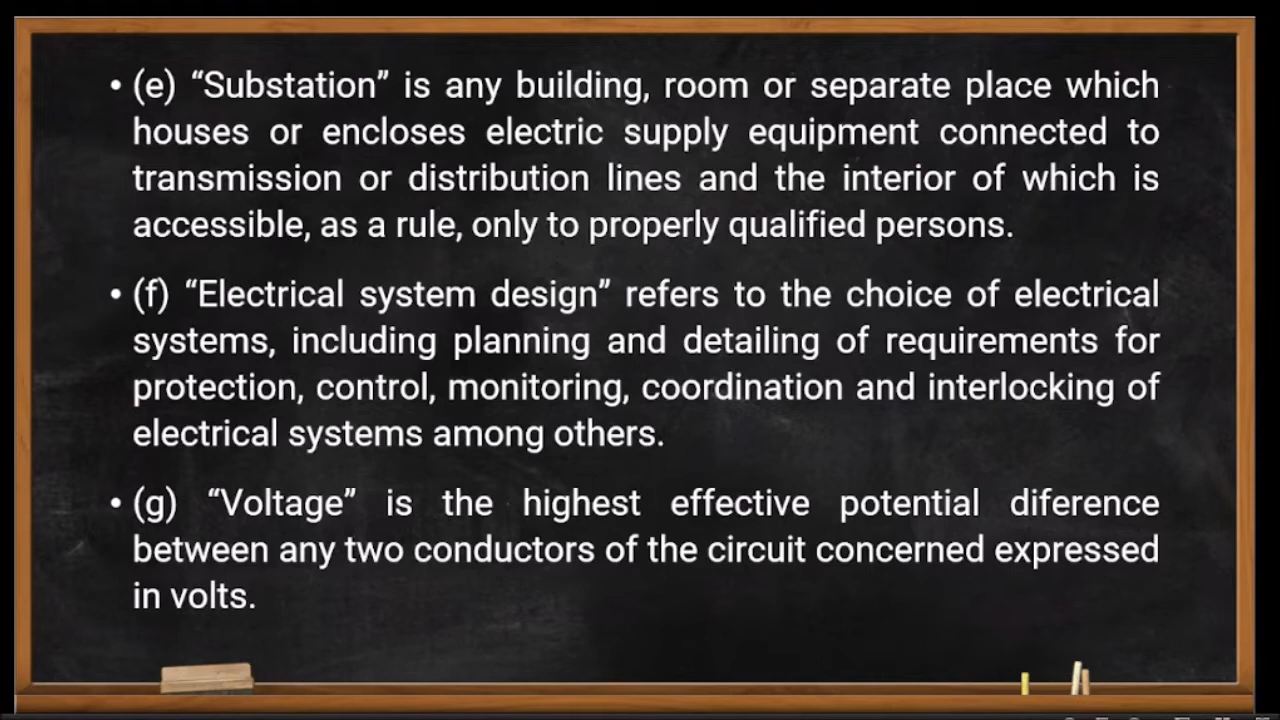 • (e) “Substation” is any building, room or separate place which
houses or encloses electric supply equipment connected to
transmission or distribution lines and the interior of which is
accessible, as a rule, only to properly qualified persons.
• (f) “Electrical system design” refers to the choice of electrical
systems, including planning and detailing of requirements for
protection, control, monitoring, coordination and interlocking of
electrical systems among others.
• (g) “Voltage” is the highest effective potential diference
between any two conductors of the circuit concerned expressed
in volts.